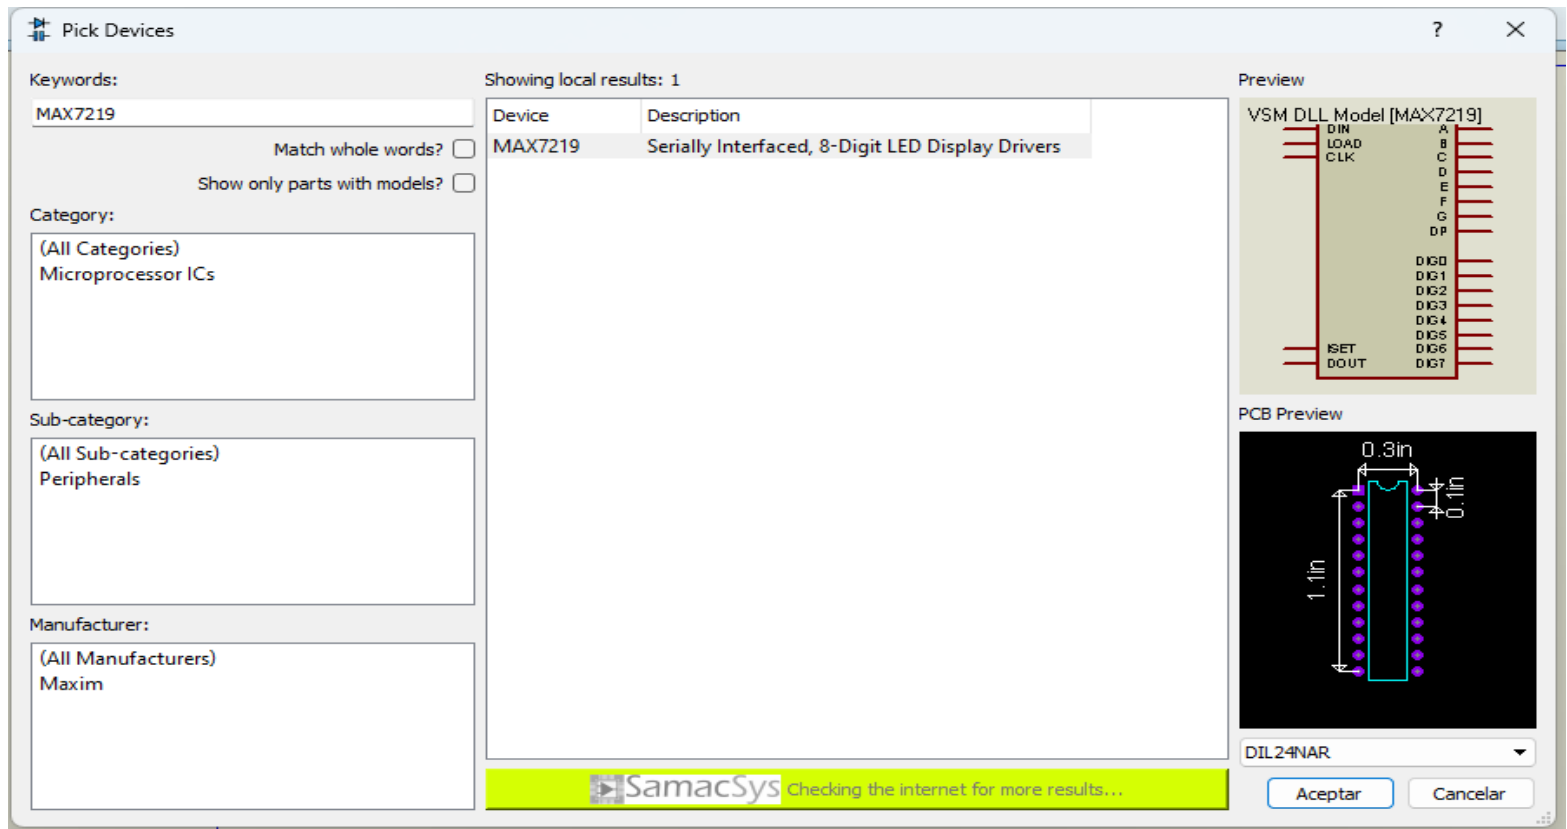 Pick Devices
?
Keywords:
MAX7219
Match whole words?
Show only parts with models?
Category:
(All Categories)
Microprocessor ICs
Sub-category:
(All Sub-categories)
Peripherals
Manufacturer:
(All Manufacturers)
Maxim
Showing local results: 1
Device Description
MAX7219 Serially Interfaced, 8-Digit LED Display Drivers
SamacSys Checking the internet for more results...
Preview
VSM DLL Model [MAX7219]
DIN A
LOAD B
CLK C
D
E
F
G
DP
DIG0
DIG1
DIG2
DIG3
DIG4
DIG5
ISET DIG6
DOUT DIG7
PCB Preview
0.3in
0.1in
1.1in
DIL24NAR
Aceptar Cancelar